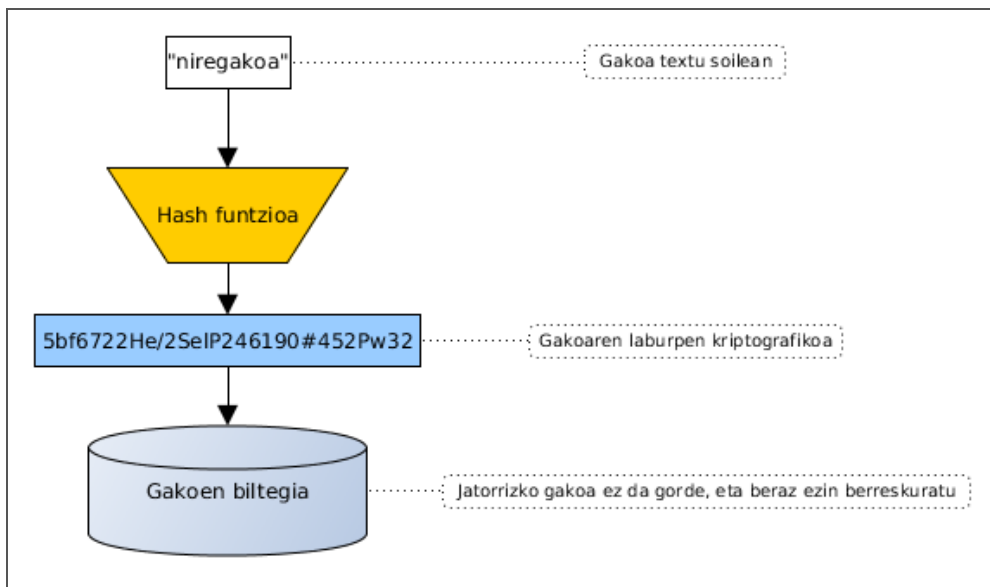 "niregakoa"
Gakoa textu soilean
Hash funtzioa
5bf6722He/2SelP246190#452Pw32
Gakoaren laburpen kriptografikoa
Gakoen biltegia
Jatorrizko gakoa ez da gorde, eta beraz ezin berreskuratu